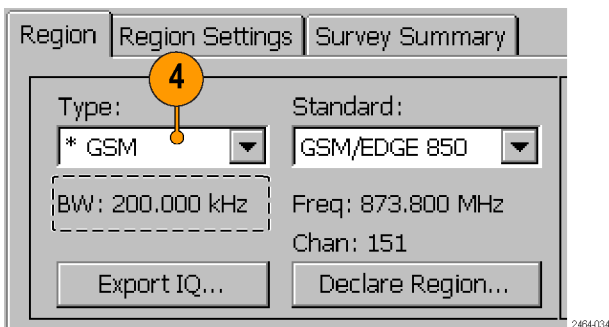 Region Region Settings Survey Summary
4
Type: Standard:
* GSM GSM/EDGE 850
BW: 200.000 kHz Freq: 873.800 MHz
Chan: 151
Export IQ... Declare Region...
2464-034